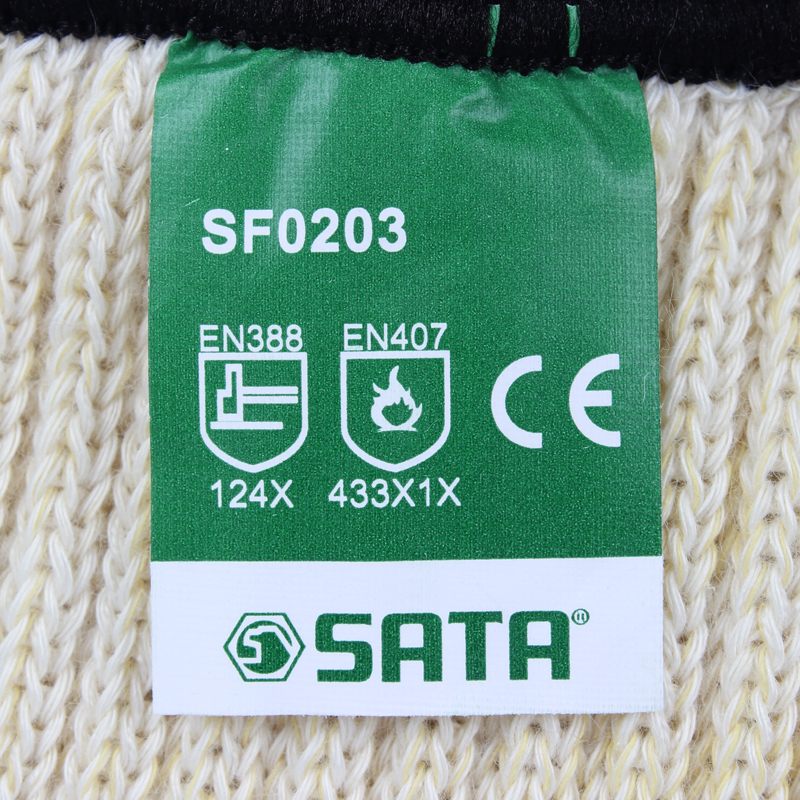 SF0203
EN388 EN407
CE
124X 433X1X
SATA®